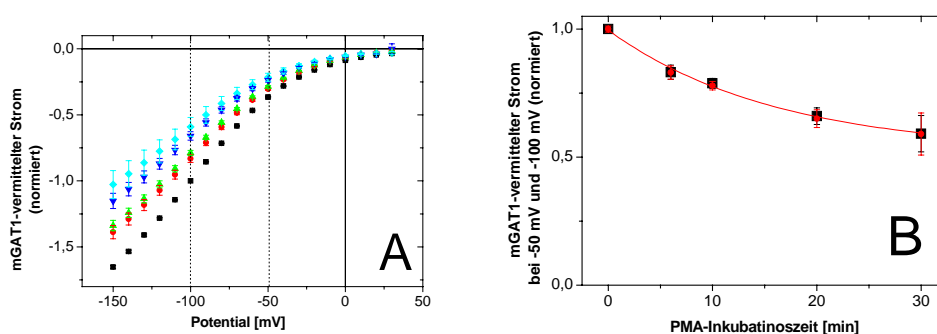 mGAT1-vermittelter Strom
(normiert)
0,0
-0,5
-1,0
-1,5
-150
-100
-50
0
50
Potential [mV]
A
mGAT1-vermittelter Strom
bei -50 mV und -100 mV (normiert)
1,0
0,5
0,0
0
10
20
30
PMA-Inkubatinoszeit [min]
B